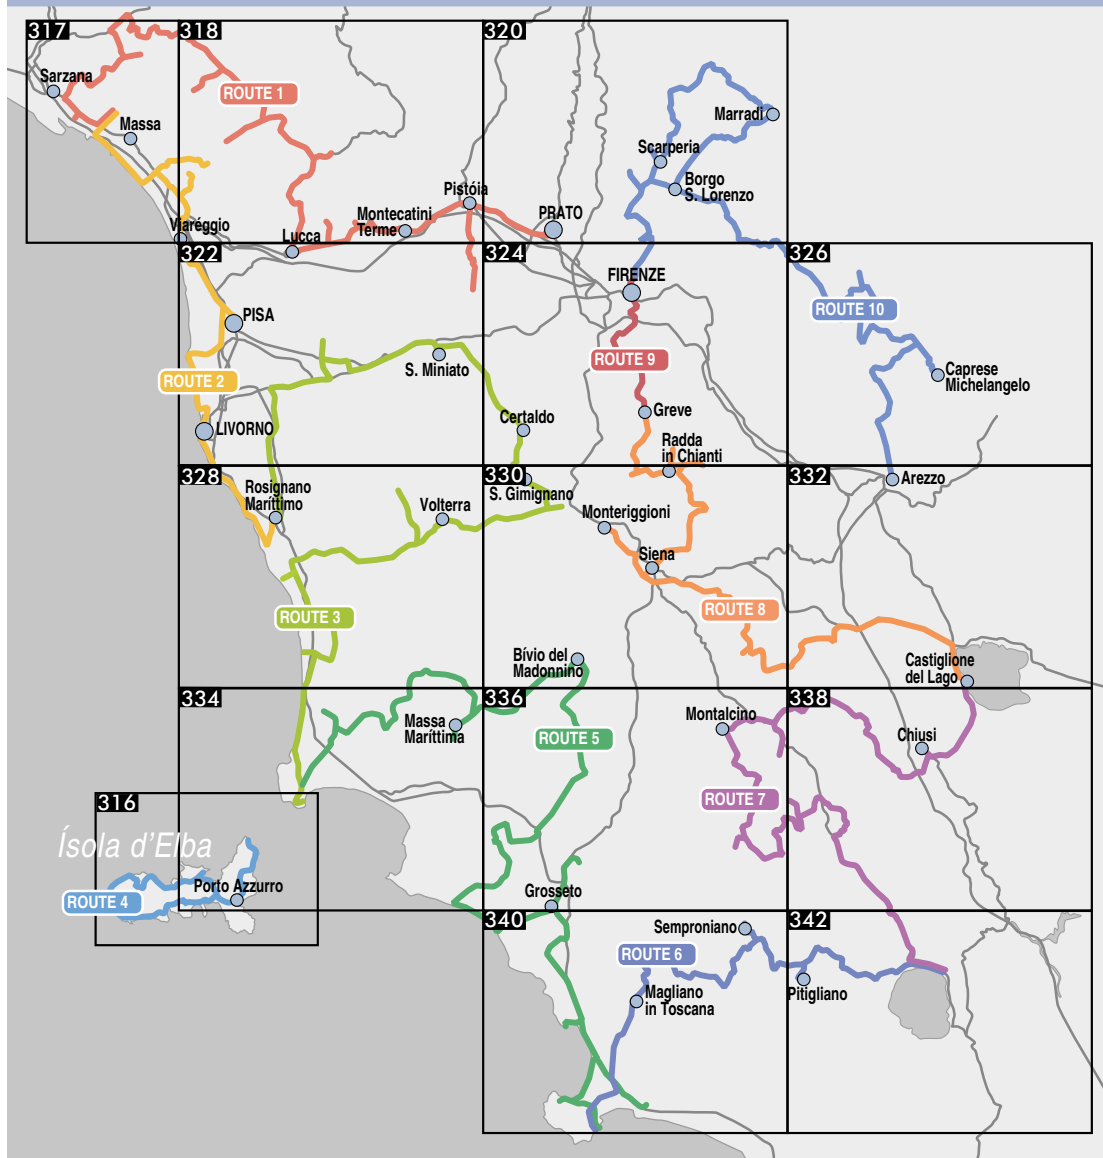 317
318
320
Sarzana
ROUTE 1
Marradi
Massa
Scarperia
Borgo
S. Lorenzo
Pistóia
Montecatini
Terme
PRATO
Viaréggio
Lucca
322
324
326
FIRENZE
PISA
ROUTE 10
ROUTE 9
S. Miniato
ROUTE 2
Caprese
Michelangelo
Greve
Certaldo
LIVORNO
Radda
in Chianti
328
330
332
Arezzo
Rosignano
Maríttimo
S. Gimignano
Volterra
Monteriggioni
Siena
ROUTE 3
ROUTE 8
Bívio del
Madonnino
Castiglione
del Lago
334
336
338
Massa
Maríttima
Montalcino
Chiusi
ROUTE 5
ROUTE 7
316
Ísola d'Elba
Porto Azzurro
ROUTE 4
Grosseto
340
342
Semproniano
ROUTE 6
Magliano
in Toscana
Pitigliano